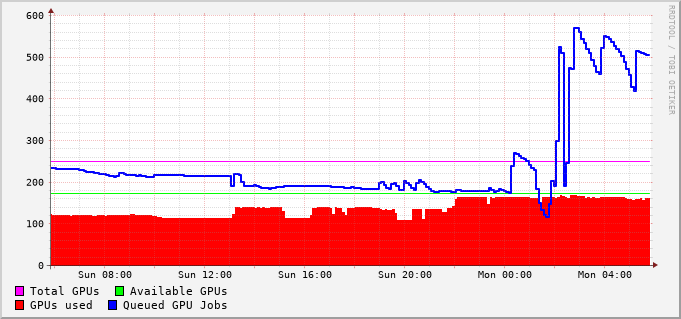 600
500
400
300
200
100
0
Sun 08:00 Sun 12:00 Sun 16:00 Sun 20:00 Mon 00:00 Mon 04:00
Total GPUs Available GPUs
GPUs used Queued GPU Jobs
RRDTOOL / TOBI OETIKER